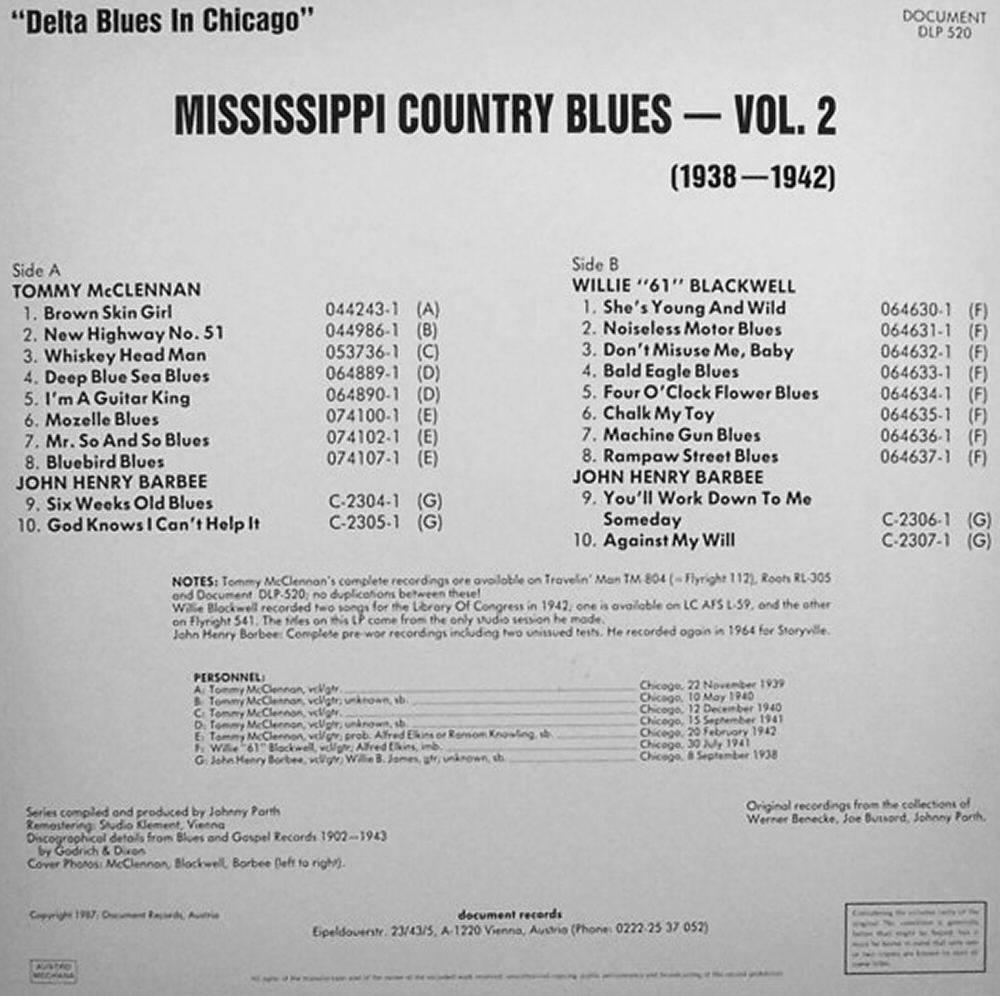 “Delta Blues In Chicago”
DOCUMENT
DLP 520
MISSISSIPPI COUNTRY BLUES — VOL. 2
(1938—1942)
Side A
TOMMY McCLENNAN
1. Brown Skin Girl 044243-1 (A)
2. New Highway No. 51 044986-1 (B)
3. Whiskey Head Man 053736-1 (C)
4. Deep Blue Sea Blues 064889-1 (D)
5. I’m A Guitar King 064890-1 (D)
6. Mozelle Blues 074100-1 (E)
7. Mr. So And So Blues 074102-1 (E)
8. Bluebird Blues 074107-1 (E)
JOHN HENRY BARBEE
9. Six Weeks Old Blues C-2304-1 (G)
10. God Knows I Can’t Help It C-2305-1 (G)
Side B
WILLIE “61” BLACKWELL
1. She’s Young And Wild 064630-1 (F)
2. Noiseless Motor Blues 064631-1 (F)
3. Don’t Misuse Me, Baby 064632-1 (F)
4. Bald Eagle Blues 064633-1 (F)
5. Four O’Clock Flower Blues 064634-1 (F)
6. Chalk My Toy 064635-1 (F)
7. Machine Gun Blues 064636-1 (F)
8. Rampaw Street Blues 064637-1 (F)
JOHN HENRY BARBEE
9. You’ll Work Down To Me
Someday C-2306-1 (G)
10. Against My Will C-2307-1 (G)
NOTES: Tommy McClennan’s complete recordings are available on Travelin’ Man TM-804 (= Flyright 112), Roots RL-305
and Document DLP-520; no duplications between these!
Willie Blackwell recorded two songs for the Library Of Congress in 1942; one is available on LC AFS L-59, and the other
on Flyright 541. The titles on this LP come from the only studio session he made.
John Henry Barbee: Complete pre-war recordings including two unissued tests. He recorded again in 1964 for Storyville.
PERSONNEL:
A: Tommy McClennan, vcl/gtr. Chicago, 22 November 1939
B: Tommy McClennan, vcl/gtr; unknown, sb. Chicago, 10 May 1940
C: Tommy McClennan, vcl/gtr. Chicago, 12 December 1940
D: Tommy McClennan, vcl/gtr; unknown, sb. Chicago, 15 September 1941
E: Tommy McClennan, vcl/gtr; prob. Alfred Elkins or Ransom Knowling, sb. Chicago, 20 February 1942
F: Willie “61” Blackwell, vcl/gtr; Alfred Elkins, imb. Chicago, 30 July 1941
G: John Henry Barbee, vcl/gtr; Willie B. James, gtr; unknown, sb. Chicago, 8 September 1938
Series compiled and produced by Johnny Parth
Remastering: Studio Klement, Vienna
Discographical details from Blues and Gospel Records 1902—1943
by Godrich & Dixon
Cover Photos: McClennan, Blackwell, Barbee (left to right).
Original recordings from the collections of
Werner Benecke, Joe Bussard, Johnny Parth.
Copyright 1987: Document Records, Austria
document records
Eipeldauerstr. 23/43/5, A-1220 Vienna, Austria (Phone: 0222-25 37 052)
AUSTRO
MECHANA